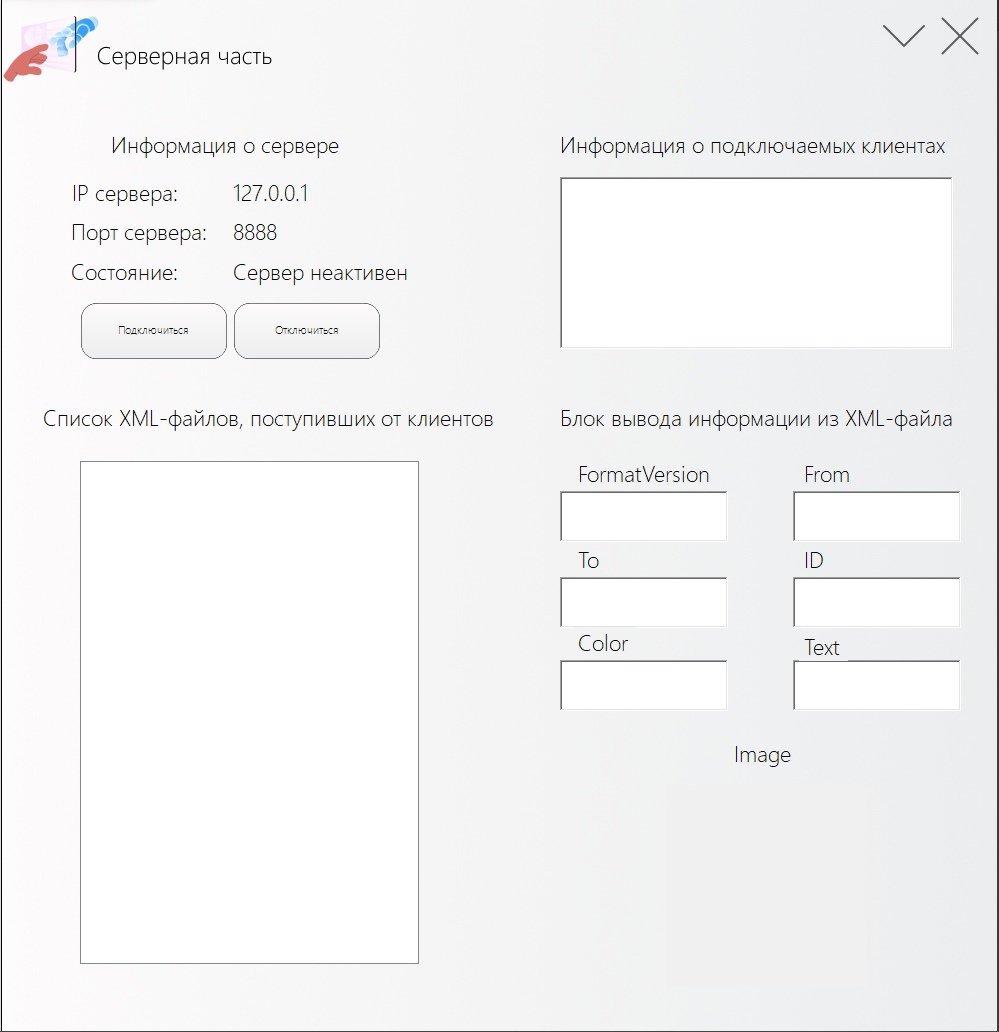 Серверная часть
Информация о сервере
IP сервера: 127.0.0.1
Порт сервера: 8888
Состояние: Сервер неактивен
Подключиться Отключиться
Информация о подключаемых клиентах
Список XML-файлов, поступивших от клиентов
Блок вывода информации из XML-файла
FormatVersion From
To ID
Color Text
Image